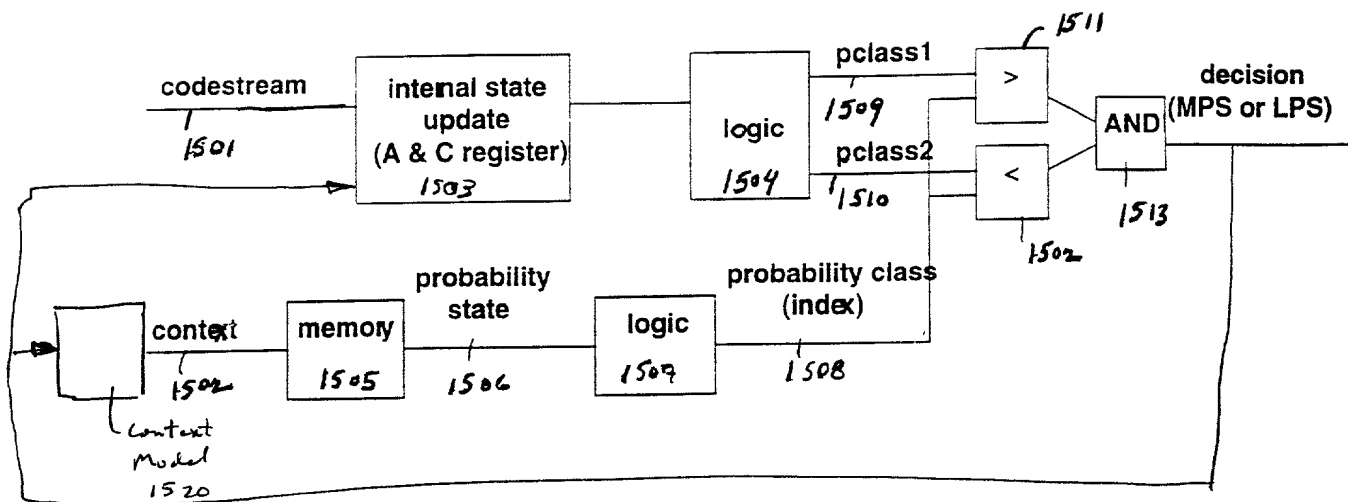 1511
codestream
1501
internal state
update
(A & C register)
1503
logic
1504
pclass1
1509
pclass2
1510
>
<
1502
AND
1513
decision
(MPS or LPS)
context
1502
memory
1505
probability
state
1506
logic
1507
probability class
(index)
1508
Context
Model
1520